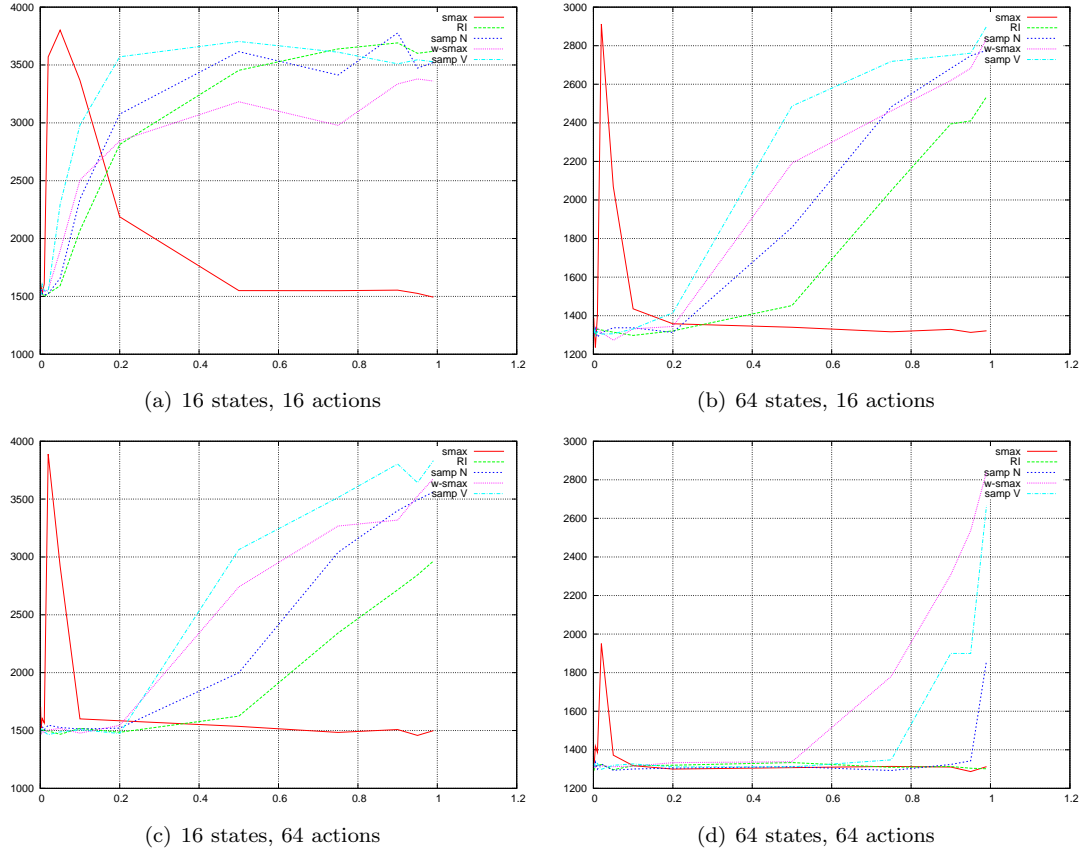 4000
3500
3000
2500
2000
1500
1000
0 0.2 0.4 0.6 0.8 1 1.2
smax
RI
samp N
w-smax
samp V
(a) 16 states, 16 actions
3000
2800
2600
2400
2200
2000
1800
1600
1400
1200
0 0.2 0.4 0.6 0.8 1 1.2
smax
RI
samp N
w-smax
samp V
(b) 64 states, 16 actions
4000
3500
3000
2500
2000
1500
1000
0 0.2 0.4 0.6 0.8 1 1.2
smax
RI
samp N
w-smax
samp V
(c) 16 states, 64 actions
3000
2800
2600
2400
2200
2000
1800
1600
1400
1200
0 0.2 0.4 0.6 0.8 1 1.2
smax
RI
samp N
w-smax
samp V
(d) 64 states, 64 actions